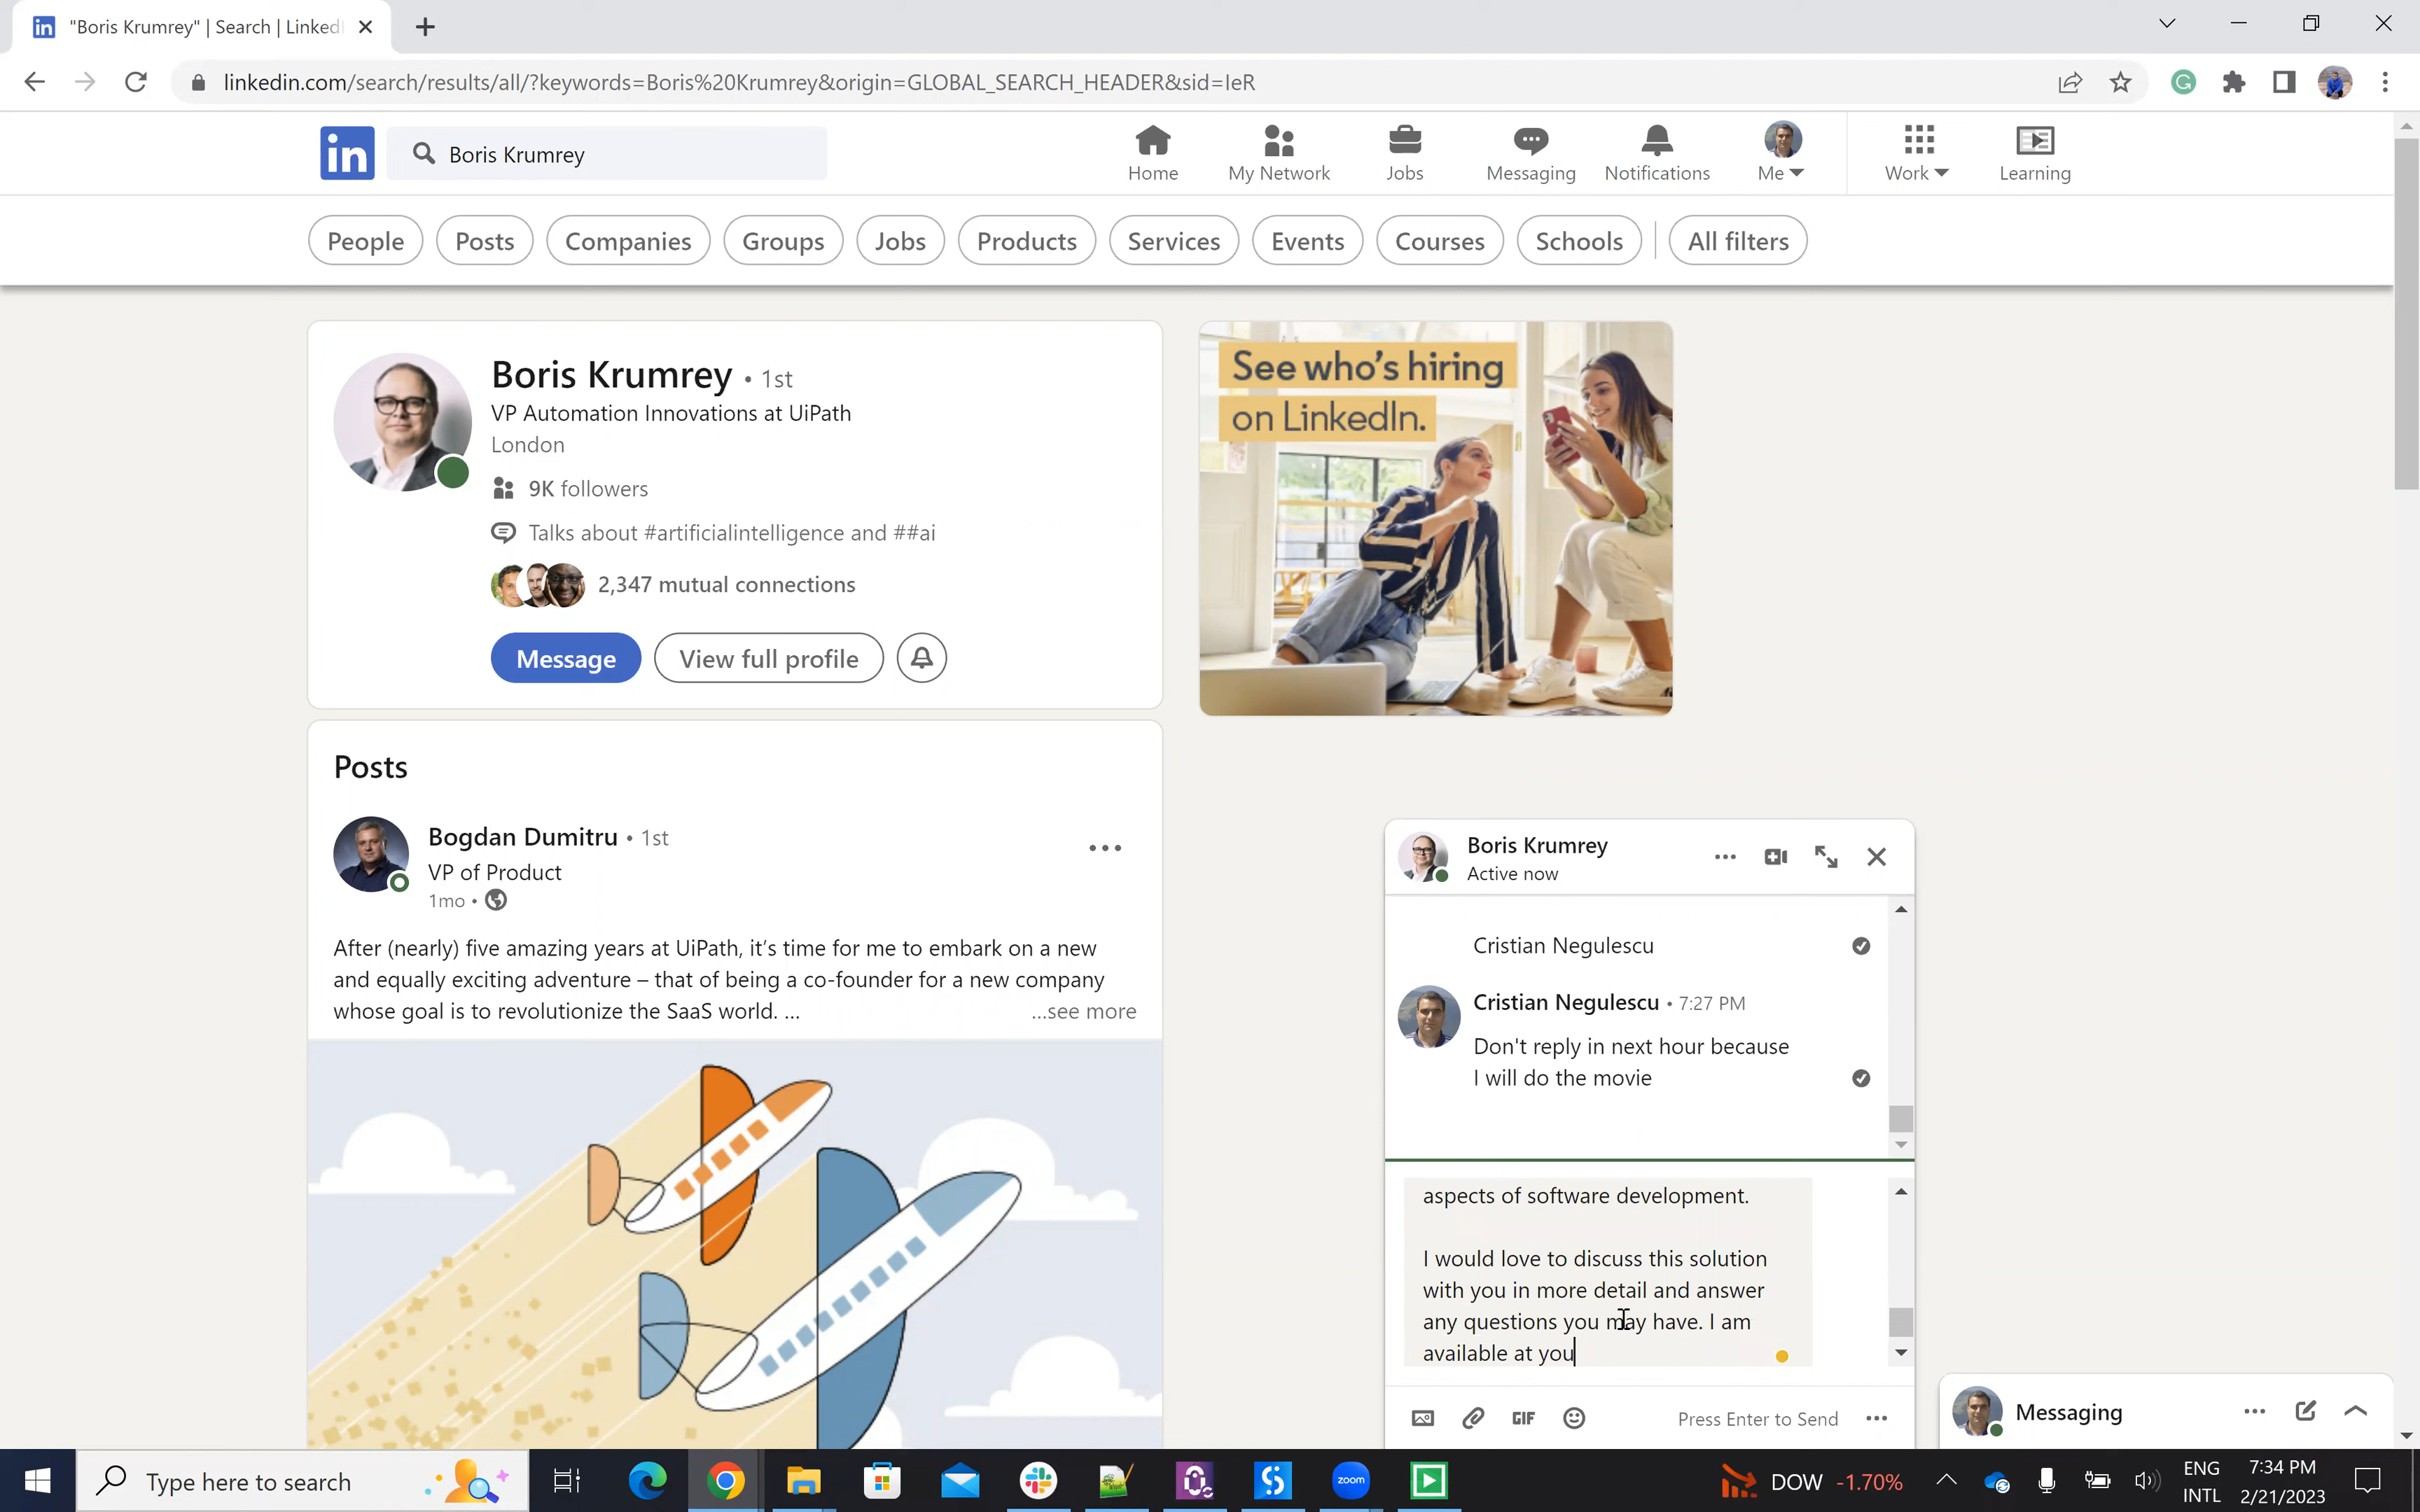 "Boris Krumrey" | Search | Linked
linkedin.com/search/results/all/?keywords=Boris%20Krumrey&origin=GLOBAL_SEARCH_HEADER&sid=IeR
in
Boris Krumrey
Home
My Network
Jobs
Messaging
Notifications
Me
Work
Learning
People
Posts
Companies
Groups
Jobs
Products
Services
Events
Courses
Schools
All filters
Boris Krumrey • 1st
VP Automation Innovations at UiPath
London
9K followers
Talks about #artificialintelligence and ##ai
2,347 mutual connections
Message
View full profile
See who's hiring
on LinkedIn.
Posts
Bogdan Dumitru • 1st
VP of Product
1mo •
After (nearly) five amazing years at UiPath, it's time for me to embark on a new
and equally exciting adventure – that of being a co-founder for a new company
whose goal is to revolutionize the SaaS world. ...
...see more
Boris Krumrey
Active now
Cristian Negulescu
Cristian Negulescu • 7:27 PM
Don't reply in next hour because
I will do the movie
aspects of software development.
I would love to discuss this solution
with you in more detail and answer
any questions you may have. I am
available at you
GIF
Press Enter to Send
Messaging
Type here to search
zoom
DOW -1.70%
ENG
INTL
7:34 PM
2/21/2023